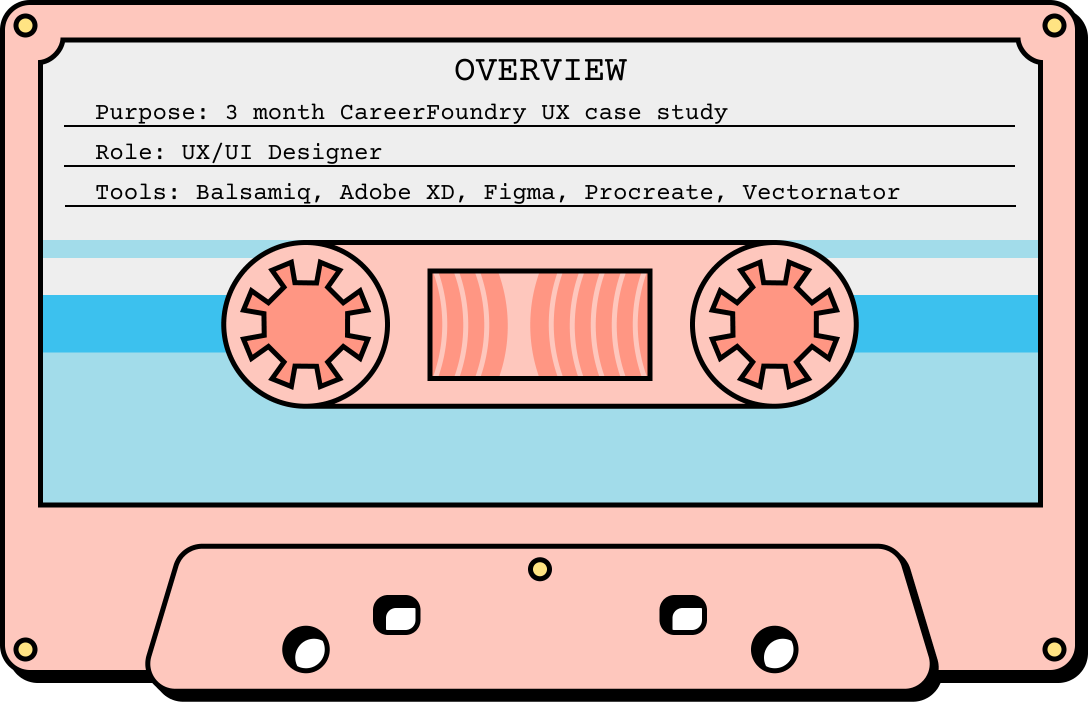 OVERVIEW
Purpose: 3 month CareerFoundry UX case study
Role: UX/UI Designer
Tools: Balsamiq, Adobe XD, Figma, Procreate, Vectornator